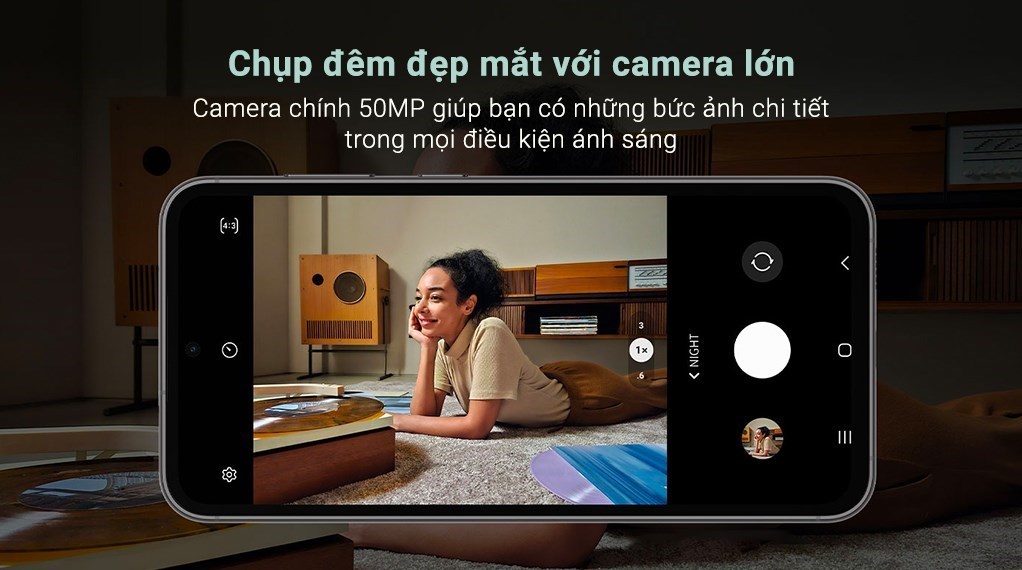 Chụp đêm đẹp mắt với camera lớn
Camera chính 50MP giúp bạn có những bức ảnh chi tiết
trong mọi điều kiện ánh sáng
4:3
3
1×
.6
NIGHT